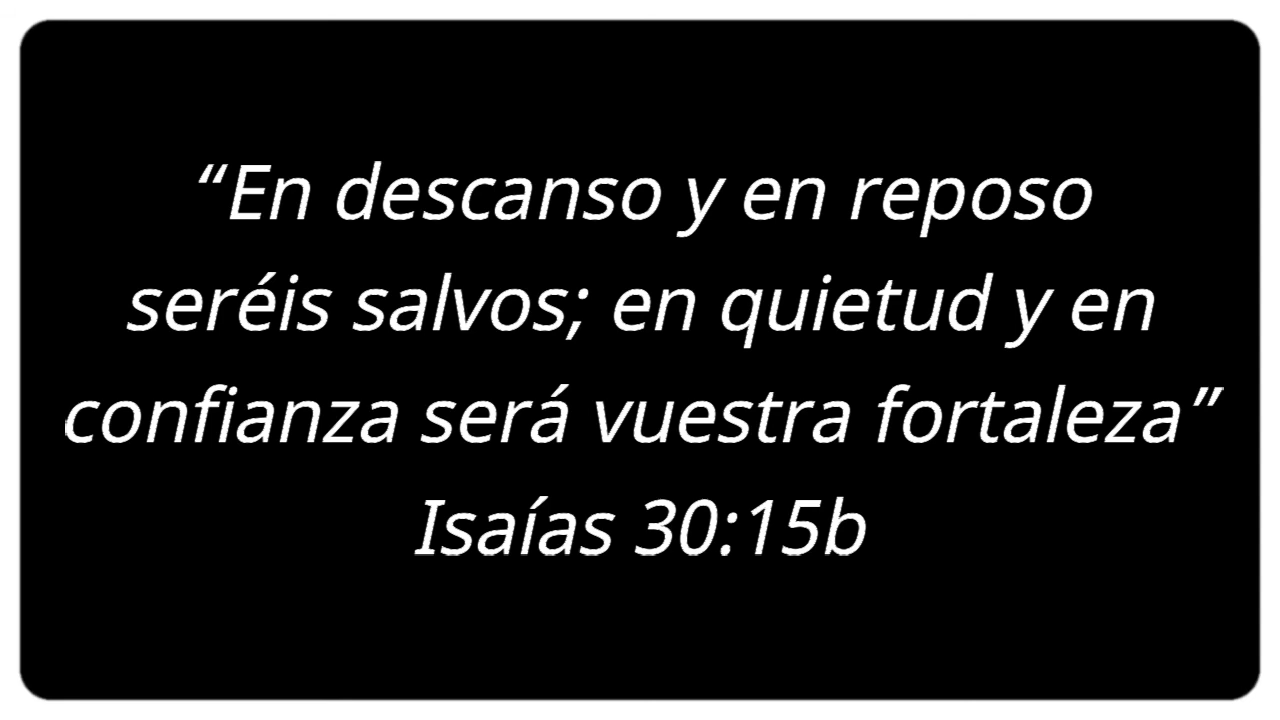 “En descanso y en reposo
seréis salvos; en quietud y en
confianza será vuestra fortaleza”
Isaías 30:15b